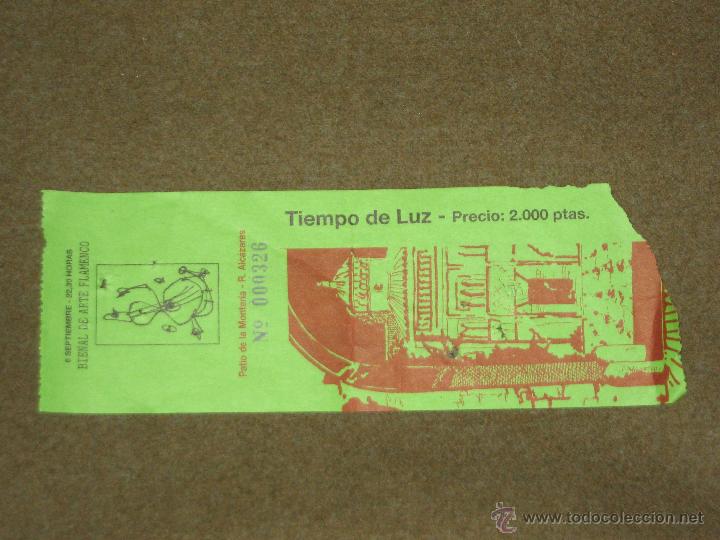 Tiempo de Luz - Precio: 2.000 ptas.
6 SEPTIEMBRE - 22,30 HORAS
BIENAL DE ARTE FLAMENCO
Patio de la Montería - R. Alcázares
Nº 000326
© www.todocoleccion.net